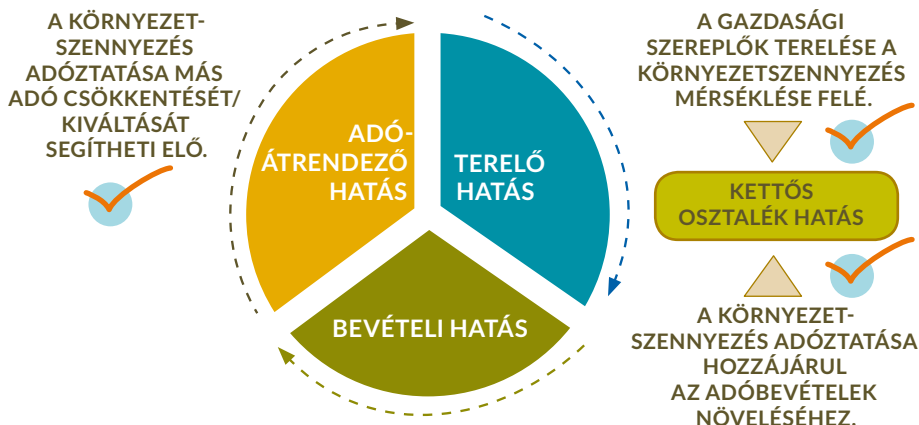 A KÖRNYEZET-
SZENNYEZÉS
ADÓZTATÁSA MÁS
ADÓ CSÖKKENTÉSÉT/
KIVÁLTÁSÁT
SEGÍTHETI ELŐ.
ADÓ-
ÁTRENDEZŐ
HATÁS
TERELŐ
HATÁS
BEVÉTELI HATÁS
A GAZDASÁGI
SZEREPLŐK TERELÉSE A
KÖRNYEZETSZENNYEZÉS
MÉRSÉKLÉSE FELÉ.
KETTŐS
OSZTALÉK HATÁS
A KÖRNYEZET-
SZENNYEZÉS ADÓZTATÁSA
HOZZÁJÁRUL
AZ ADÓBEVÉTELEK
NÖVELÉSÉHEZ.